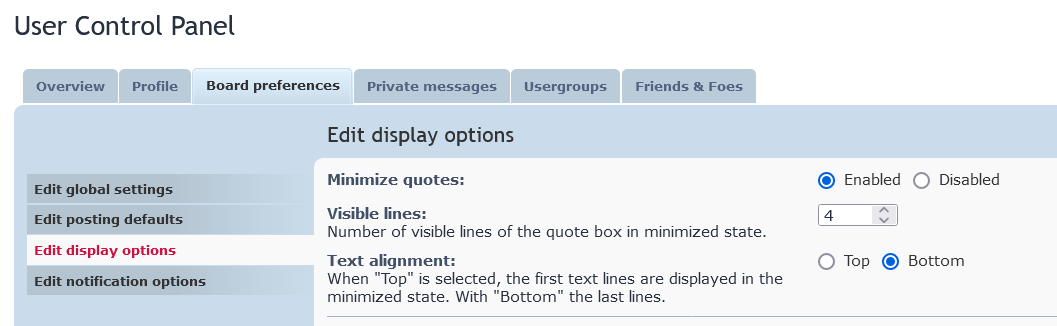 User Control Panel
Overview
Profile
Board preferences
Private messages
Usergroups
Friends & Foes
Edit display options
Edit global settings
Edit posting defaults
Edit display options
Edit notification options
Minimize quotes:
Enabled
Disabled
Visible lines:
Number of visible lines of the quote box in minimized state.
4
Text alignment:
When "Top" is selected, the first text lines are displayed in the
minimized state. With "Bottom" the last lines.
Top
Bottom